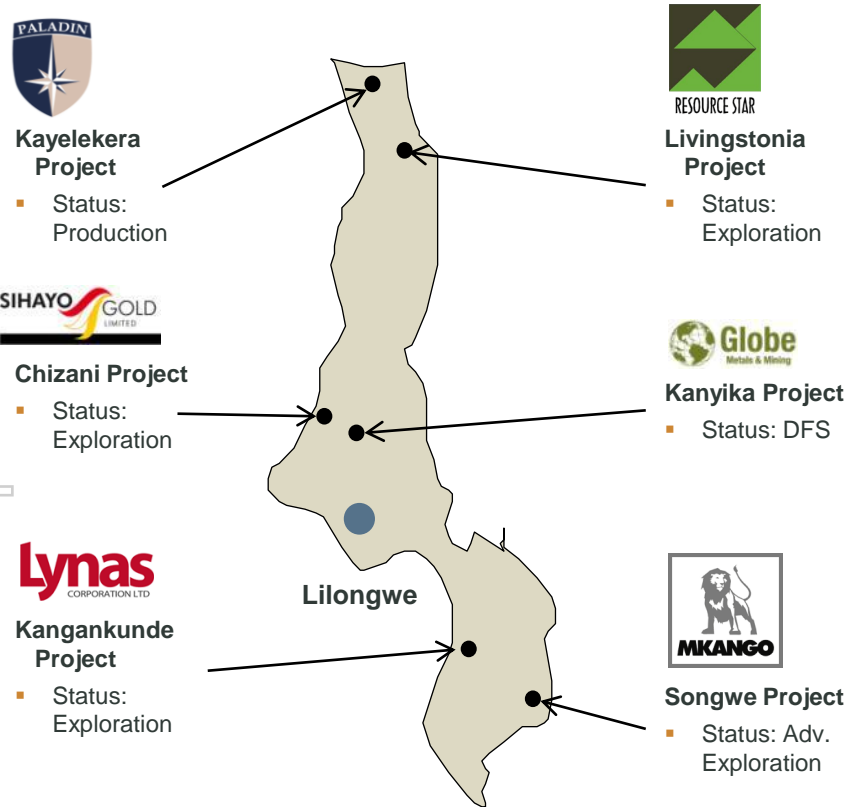 PALADIN
Kayelekera
Project
▪ Status:
Production
RESOURCE STAR
Livingstonia
Project
▪ Status:
Exploration
SIHAYO GOLD
LIMITED
Chizani Project
▪ Status:
Exploration
Globe
Metals & Mining
Kanyika Project
▪ Status: DFS
Lynas
CORPORATION LTD
Kangankunde
Project
▪ Status:
Exploration
Lilongwe
MKANGO
Songwe Project
▪ Status: Adv.
Exploration